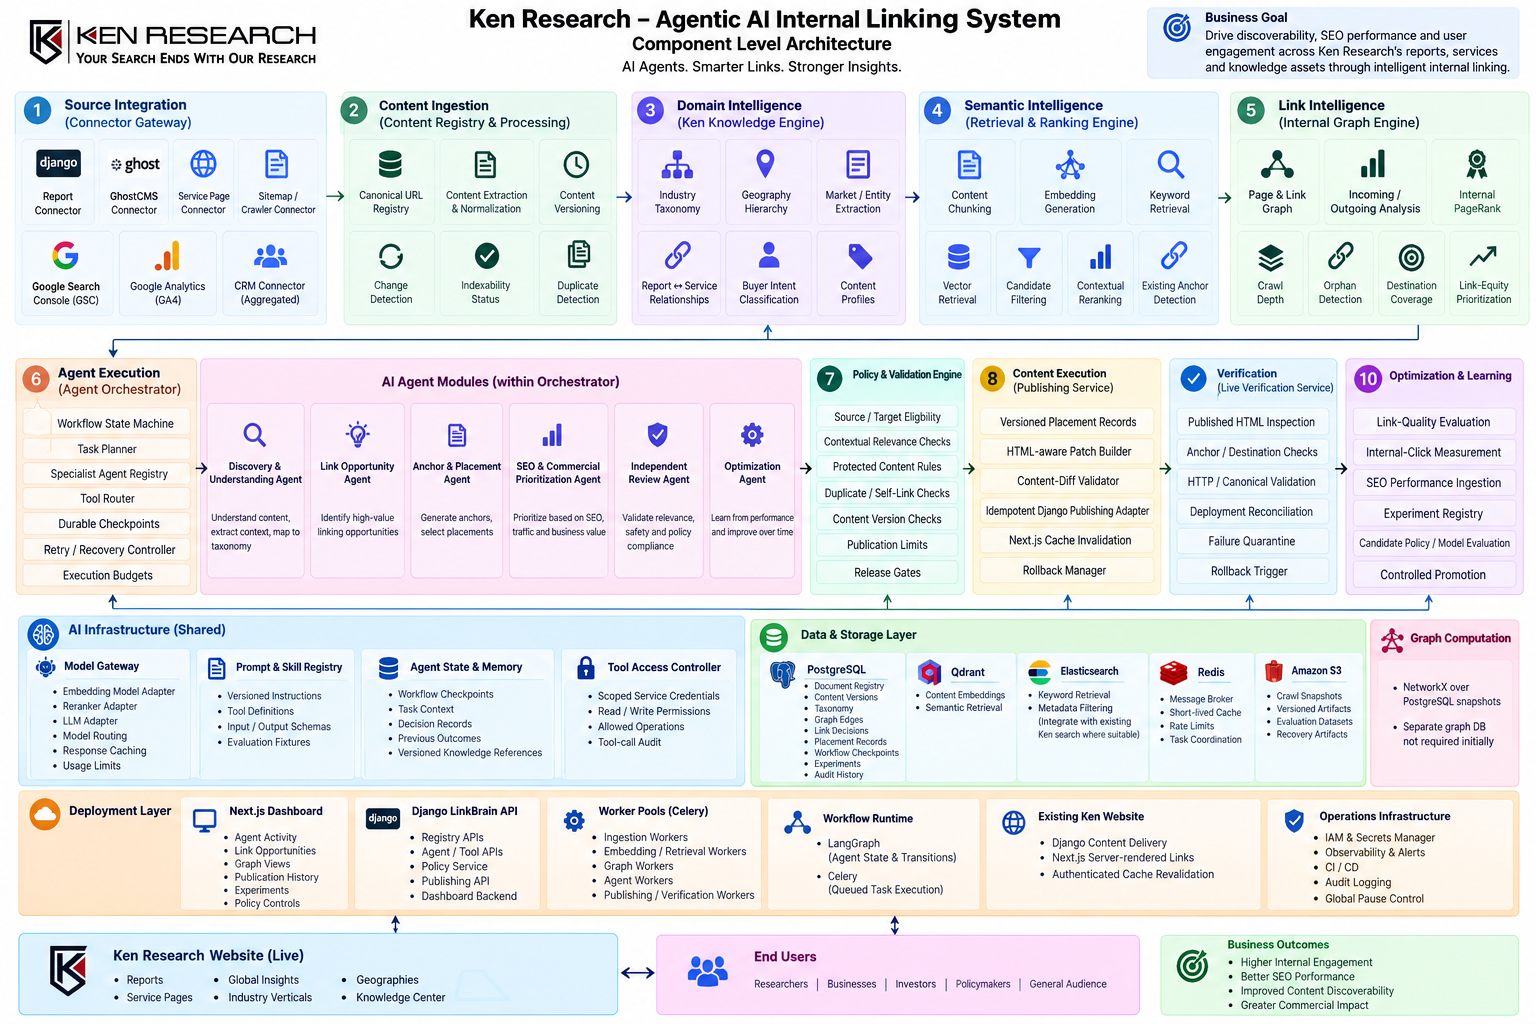 KEN RESEARCH
YOUR SEARCH ENDS WITH OUR RESEARCH
Ken Research – Agentic AI Internal Linking System
Component Level Architecture
AI Agents. Smarter Links. Stronger Insights.
Business Goal
Drive discoverability, SEO performance and user
engagement across Ken Research's reports, services
and knowledge assets through intelligent internal linking.
1
Source Integration
(Connector Gateway)
django
Report
Connector
ghost
GhostCMS
Connector
Service Page
Connector
Sitemap /
Crawler Connector
Google Search
Console (GSC)
Google Analytics
(GA4)
CRM Connector
(Aggregated)
2
Content Ingestion
(Content Registry & Processing)
Canonical URL
Registry
Content Extraction
& Normalization
Content
Versioning
Change
Detection
Indexability
Status
Duplicate
Detection
3
Domain Intelligence
(Ken Knowledge Engine)
Industry
Taxonomy
Geography
Hierarchy
Market / Entity
Extraction
Report ↔ Service
Relationships
Buyer Intent
Classification
Content
Profiles
4
Semantic Intelligence
(Retrieval & Ranking Engine)
Content
Chunking
Embedding
Generation
Keyword
Retrieval
Vector
Retrieval
Candidate
Filtering
Contextual
Reranking
Existing Anchor
Detection
5
Link Intelligence
(Internal Graph Engine)
Page & Link
Graph
Incoming /
Outgoing Analysis
Internal
PageRank
Crawl
Depth
Orphan
Detection
Destination
Coverage
Link-Equity
Prioritization
6
Agent Execution
(Agent Orchestrator)
Workflow State Machine
Task Planner
Specialist Agent Registry
Tool Router
Durable Checkpoints
Retry / Recovery Controller
Execution Budgets
AI Agent Modules (within Orchestrator)
Discovery &
Understanding Agent
Understand content,
extract context, map to
taxonomy
Link Opportunity
Agent
Identify high-value
linking opportunities
Anchor & Placement
Agent
Generate anchors,
select placements
SEO & Commercial
Prioritization Agent
Prioritize based on SEO,
traffic and business value
Independent
Review Agent
Validate relevance,
safety and policy
compliance
Optimization
Agent
Learn from performance
and improve over time
7
Policy & Validation Engine
Source / Target Eligibility
Contextual Relevance Checks
Protected Content Rules
Duplicate / Self-Link Checks
Content Version Checks
Publication Limits
Release Gates
8
Content Execution
(Publishing Service)
Versioned Placement Records
HTML-aware Patch Builder
Content-Diff Validator
Idempotent Django Publishing Adapter
Next.js Cache Invalidation
Rollback Manager
Verification
(Live Verification Service)
Published HTML Inspection
Anchor / Destination Checks
HTTP / Canonical Validation
Deployment Reconciliation
Failure Quarantine
Rollback Trigger
10
Optimization & Learning
Link-Quality Evaluation
Internal-Click Measurement
SEO Performance Ingestion
Experiment Registry
Candidate Policy / Model Evaluation
Controlled Promotion
AI Infrastructure (Shared)
Model Gateway
• Embedding Model Adapter
• Reranker Adapter
• LLM Adapter
• Model Routing
• Response Caching
• Usage Limits
Prompt & Skill Registry
• Versioned Instructions
• Tool Definitions
• Input / Output Schemas
• Evaluation Fixtures
Agent State & Memory
• Workflow Checkpoints
• Task Context
• Decision Records
• Previous Outcomes
• Versioned Knowledge References
Tool Access Controller
• Scoped Service Credentials
• Read / Write Permissions
• Allowed Operations
• Tool-call Audit
Data & Storage Layer
PostgreSQL
• Document Registry
• Content Versions
• Taxonomy
• Graph Edges
• Link Decisions
• Placement Records
• Workflow Checkpoints
• Experiments
• Audit History
Qdrant
• Content Embeddings
• Semantic Retrieval
Elasticsearch
• Keyword Retrieval
• Metadata Filtering
(Integrate with existing
Ken search where suitable)
Redis
• Message Broker
• Short-lived Cache
• Rate Limits
• Task Coordination
Amazon S3
• Crawl Snapshots
• Versioned Artifacts
• Evaluation Datasets
• Recovery Artifacts
Graph Computation
• NetworkX over
PostgreSQL snapshots
• Separate graph DB
not required initially
Deployment Layer
Next.js Dashboard
• Agent Activity
• Link Opportunities
• Graph Views
• Publication History
• Experiments
• Policy Controls
django
Django LinkBrain API
• Registry APIs
• Agent / Tool APIs
• Policy Service
• Publishing API
• Dashboard Backend
Worker Pools (Celery)
• Ingestion Workers
• Embedding / Retrieval Workers
• Graph Workers
• Agent Workers
• Publishing / Verification Workers
Workflow Runtime
• LangGraph
(Agent State & Transitions)
• Celery
(Queued Task Execution)
Existing Ken Website
• Django Content Delivery
• Next.js Server-rendered Links
• Authenticated Cache Revalidation
Operations Infrastructure
• IAM & Secrets Manager
• Observability & Alerts
• CI / CD
• Audit Logging
• Global Pause Control
Ken Research Website (Live)
• Reports • Global Insights • Geographies
• Service Pages • Industry Verticals • Knowledge Center
End Users
Researchers | Businesses | Investors | Policymakers | General Audience
Business Outcomes
• Higher Internal Engagement
• Better SEO Performance
• Improved Content Discoverability
• Greater Commercial Impact